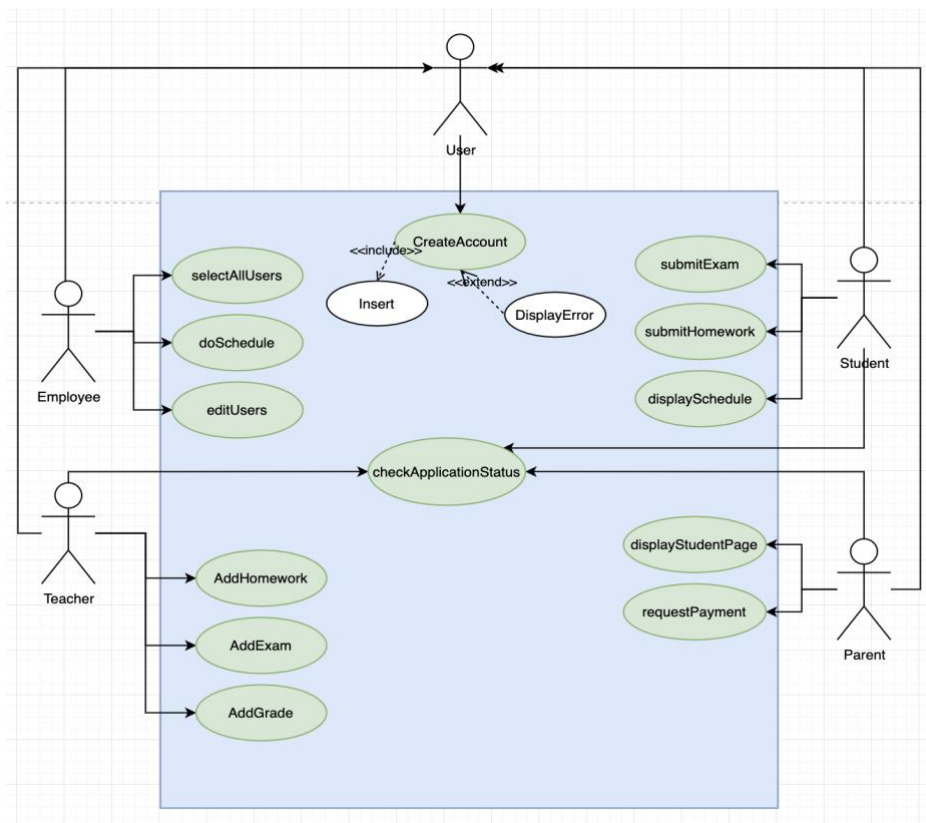 User
CreateAccount
<<include>>
selectAllUsers
submitExam
<<extend>>
Insert
DisplayError
submitHomework
doSchedule
Student
Employee
displaySchedule
editUsers
checkApplicationStatus
displayStudentPage
AddHomework
Teacher
requestPayment
AddExam
Parent
AddGrade